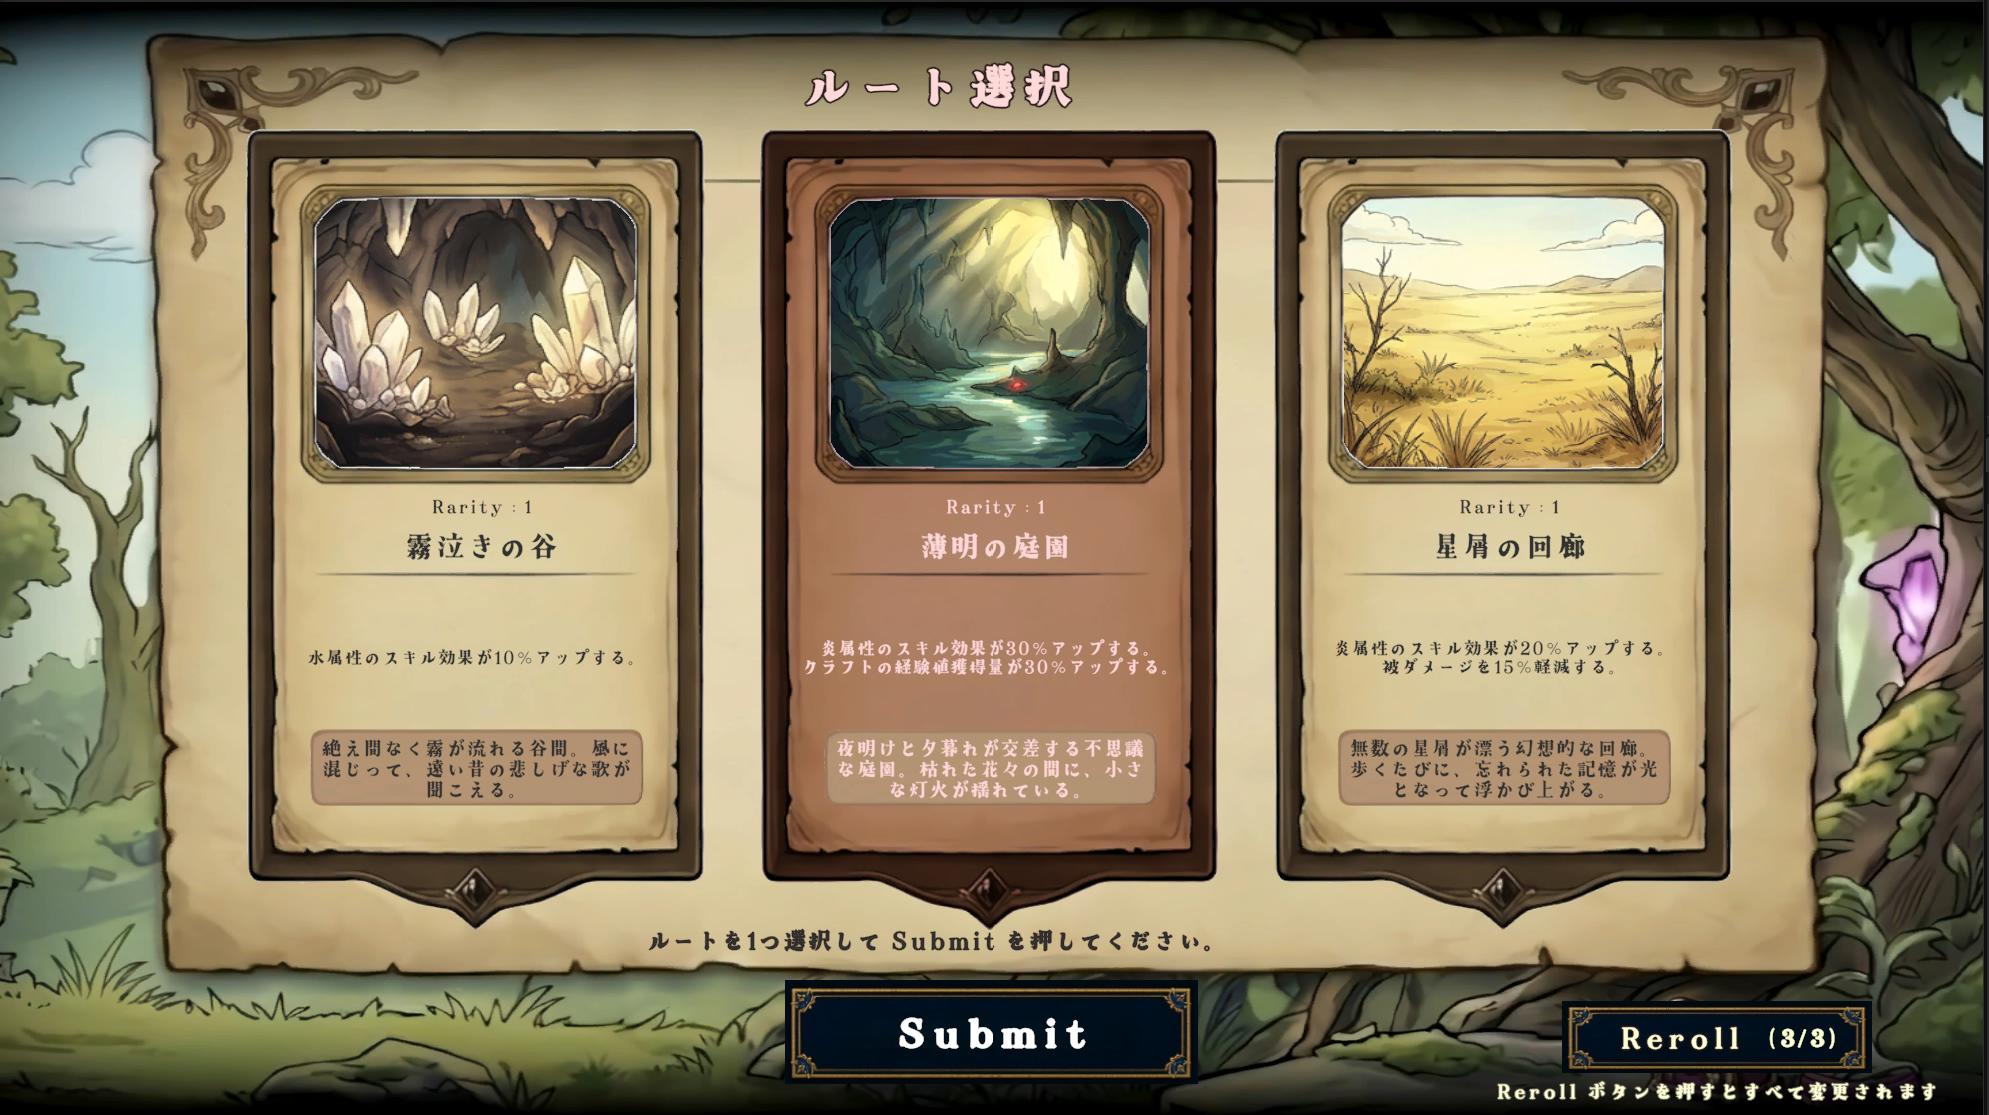 ルート選択
Rarity : 1
霧泣きの谷
水属性のスキル効果が10%アップする。
絶え間なく霧が流れる谷間。風に
混じって、遠い昔の悲しげな歌が
聞こえる。
Rarity : 1
薄明の庭園
炎属性のスキル効果が30%アップする。
クラフトの経験値獲得量が30%アップする。
夜明けと夕暮れが交差する不思議
な庭園。枯れた花々の間に、小さ
な灯火が揺れている。
Rarity : 1
星屑の回廊
炎属性のスキル効果が20%アップする。
被ダメージを15%軽減する。
無数の星屑が漂う幻想的な回廊。
歩くたびに、忘れられた記憶が光
となって浮かび上がる。
ルートを1つ選択して Submit を押してください。
Submit
Reroll (3/3)
Reroll ボタンを押すとすべて変更されます